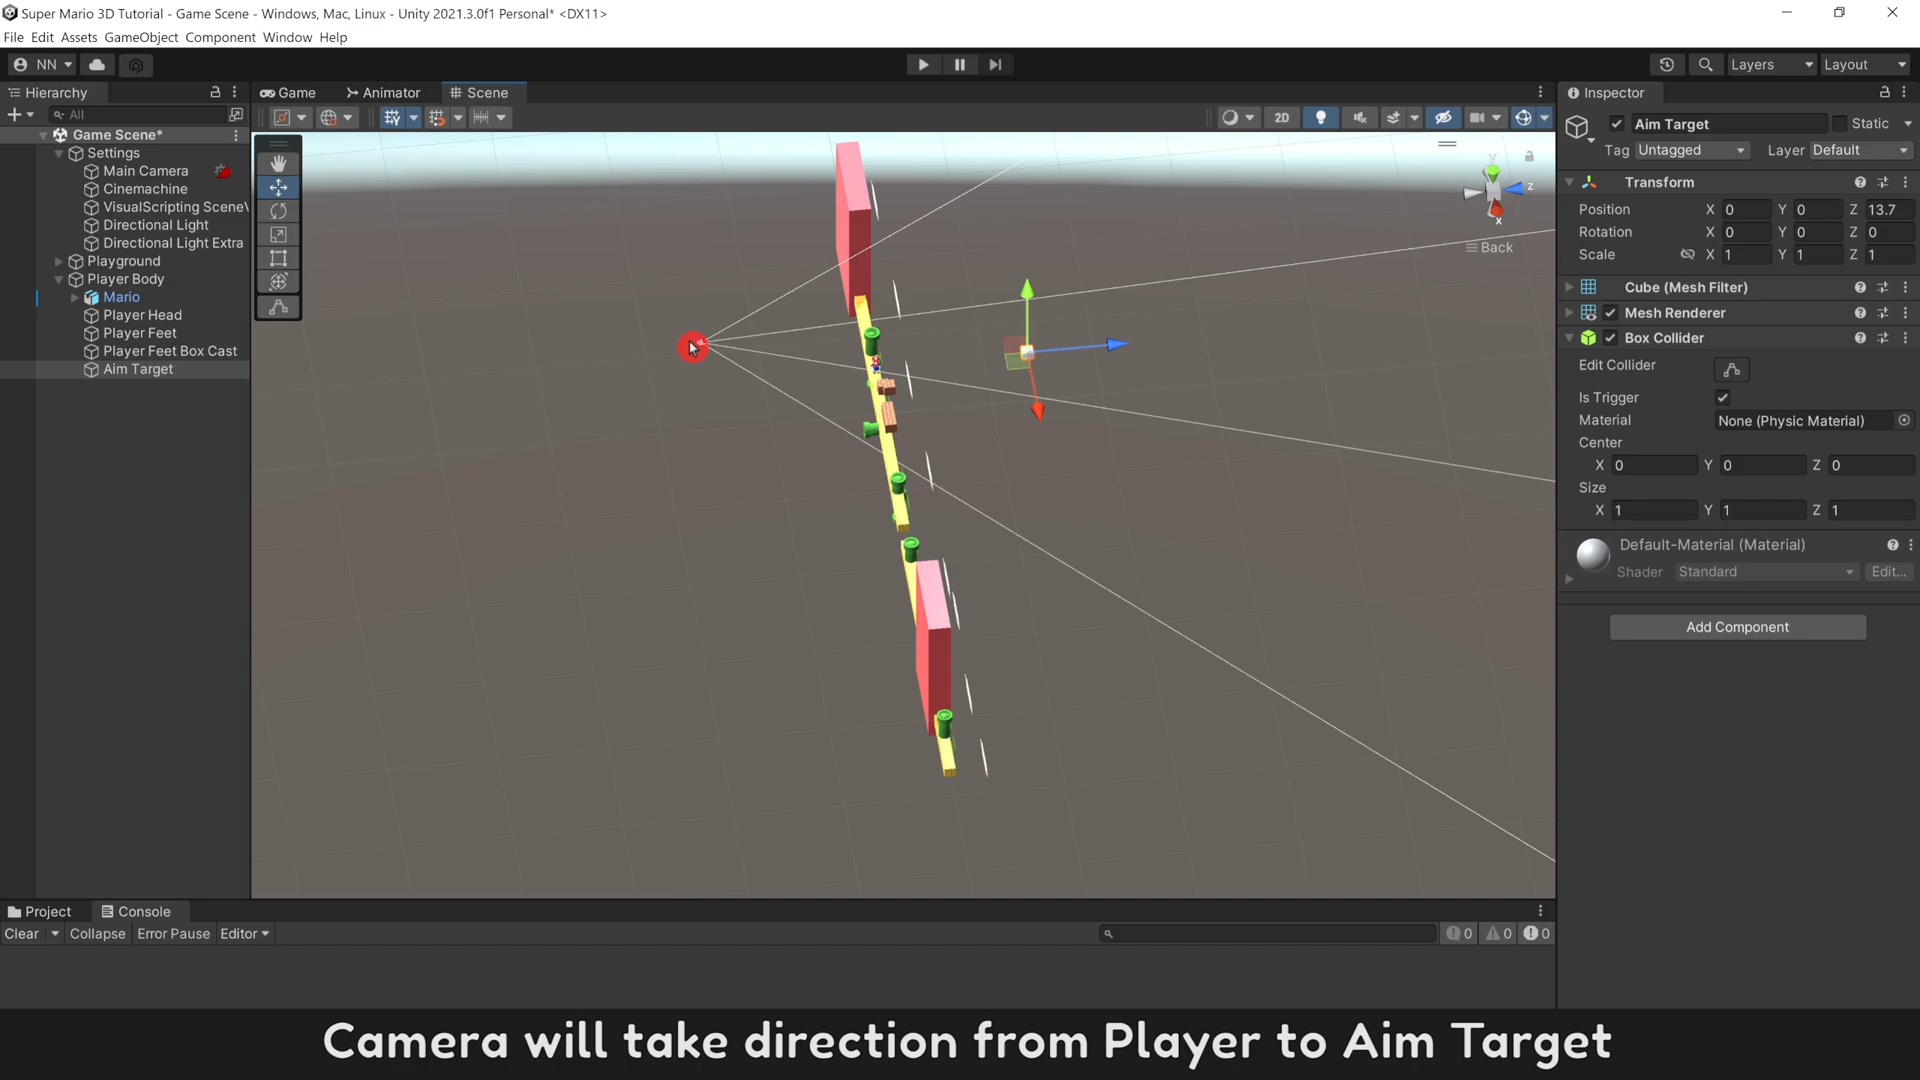 Super Mario 3D Tutorial - Game Scene - Windows, Mac, Linux - Unity 2021.3.0f1 Personal* <DX11>
File Edit Assets GameObject Component Window Help
NN Layers Layout
Hierarchy Game Animator Scene Inspector
All 2D Aim Target Static
Game Scene* Tag Untagged Layer Default
Settings
Main Camera
Cinemachine
VisualScripting Scene
Directional Light
Directional Light Extra
Playground
Player Body
Mario
Player Head
Player Feet
Player Feet Box Cast
Aim Target
y z x
Back
Transform
Position X 0 Y 0 Z 13.7
Rotation X 0 Y 0 Z 0
Scale X 1 Y 1 Z 1
Cube (Mesh Filter)
Mesh Renderer
Box Collider
Edit Collider
Is Trigger
Material None (Physic Material)
Center
X 0 Y 0 Z 0
Size
X 1 Y 1 Z 1
Default-Material (Material)
Shader Standard Edit...
Add Component
Project Console
Clear Collapse Error Pause Editor 0 0 0
Camera will take direction from Player to Aim Target